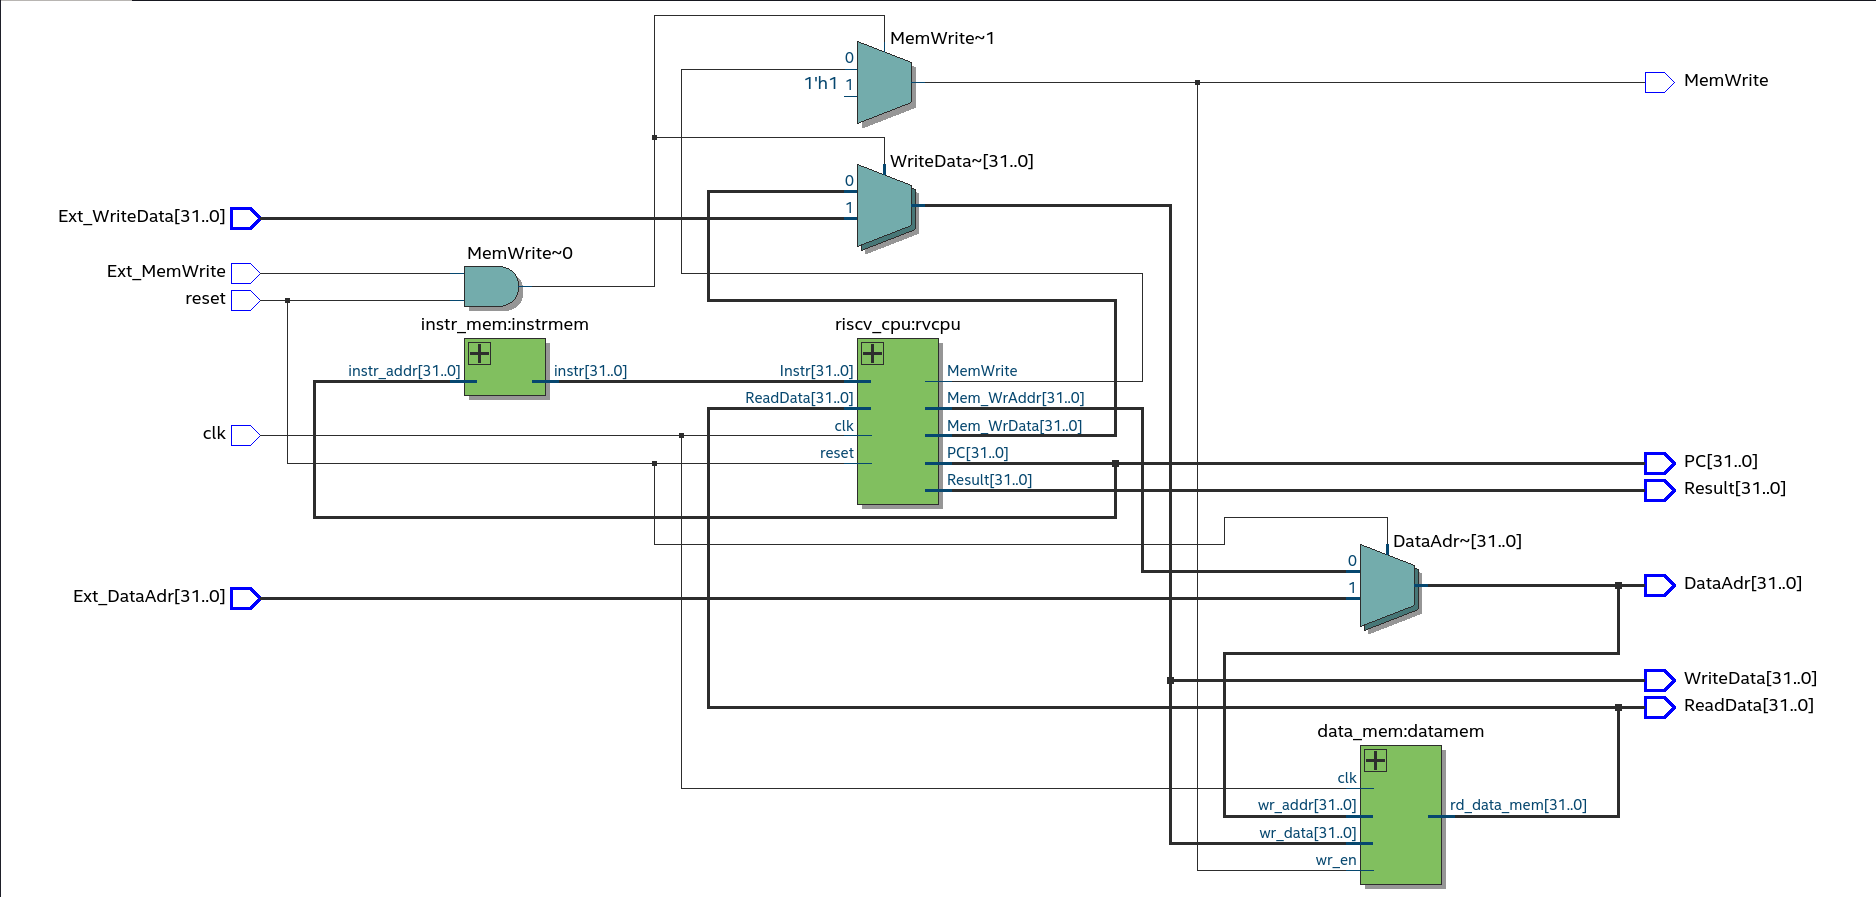 MemWrite~1
0
1'h1 1
MemWrite
WriteData~[31..0]
0
1
Ext_WriteData[31..0]
MemWrite~0
Ext_MemWrite
reset
instr_mem:instrmem
instr_addr[31..0]
instr[31..0]
riscv_cpu:rvcpu
Instr[31..0]
ReadData[31..0]
clk
reset
MemWrite
Mem_WrAddr[31..0]
Mem_WrData[31..0]
PC[31..0]
Result[31..0]
clk
PC[31..0]
Result[31..0]
DataAdr~[31..0]
0
1
Ext_DataAdr[31..0]
DataAdr[31..0]
WriteData[31..0]
ReadData[31..0]
data_mem:datamem
clk
wr_addr[31..0]
wr_data[31..0]
wr_en
rd_data_mem[31..0]